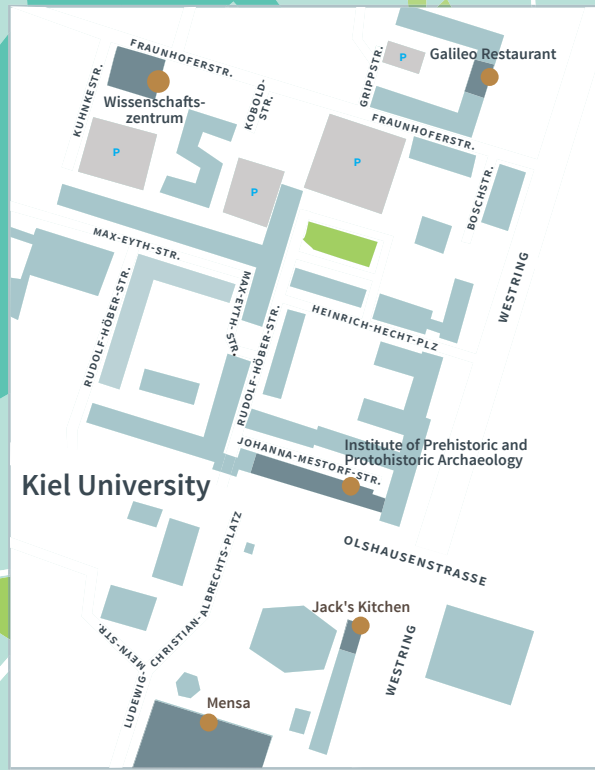 FRAUNHOFERSTR.
GRIPPSTR.
Galileo Restaurant
P
KUHNKESTR.
Wissenschafts-
zentrum
KOBOLD-
STR.
FRAUNHOFERSTR.
P
P
P
BOSCHSTR.
MAX-EYTH-STR.
WESTRING
RUDOLF-HÖBER-STR.
MAX-EYTH-STR.
HEINRICH-HECHT-PLZ
RUDOLF-HÖBER-STR.
JOHANNA-MESTORF-STR.
Institute of Prehistoric and
Protohistoric Archaeology
Kiel University
OLSHAUSENSTRASSE
CHRISTIAN-ALBRECHTS-PLATZ
Jack's Kitchen
WESTRING
LUDEWIG-
MEYN-STR.
Mensa